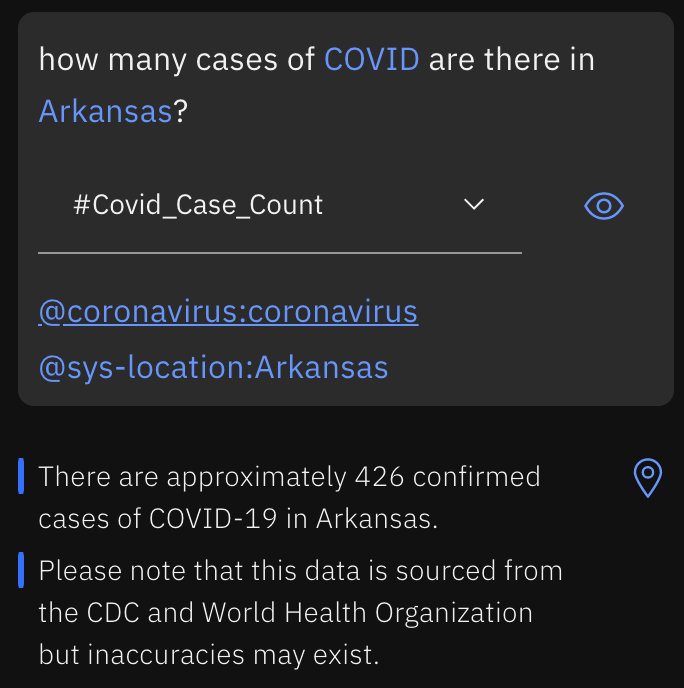 how many cases of COVID are there in
Arkansas?
#Covid_Case_Count
@coronavirus:coronavirus
@sys-location:Arkansas
There are approximately 426 confirmed
cases of COVID-19 in Arkansas.
Please note that this data is sourced from
the CDC and World Health Organization
but inaccuracies may exist.